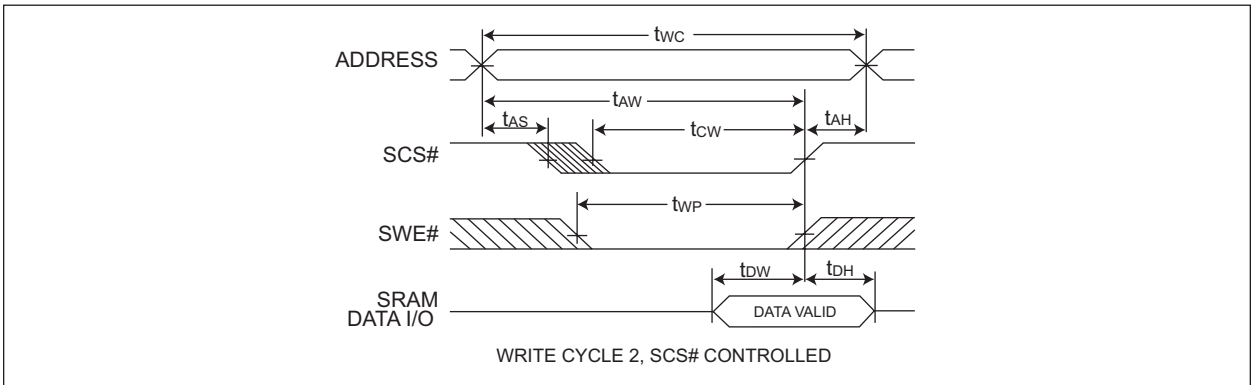 tWC
ADDRESS
tAW
tAS
tCW
tAH
SCS#
tWP
SWE#
tDW
tDH
SRAM
DATA I/O
DATA VALID
WRITE CYCLE 2, SCS# CONTROLLED